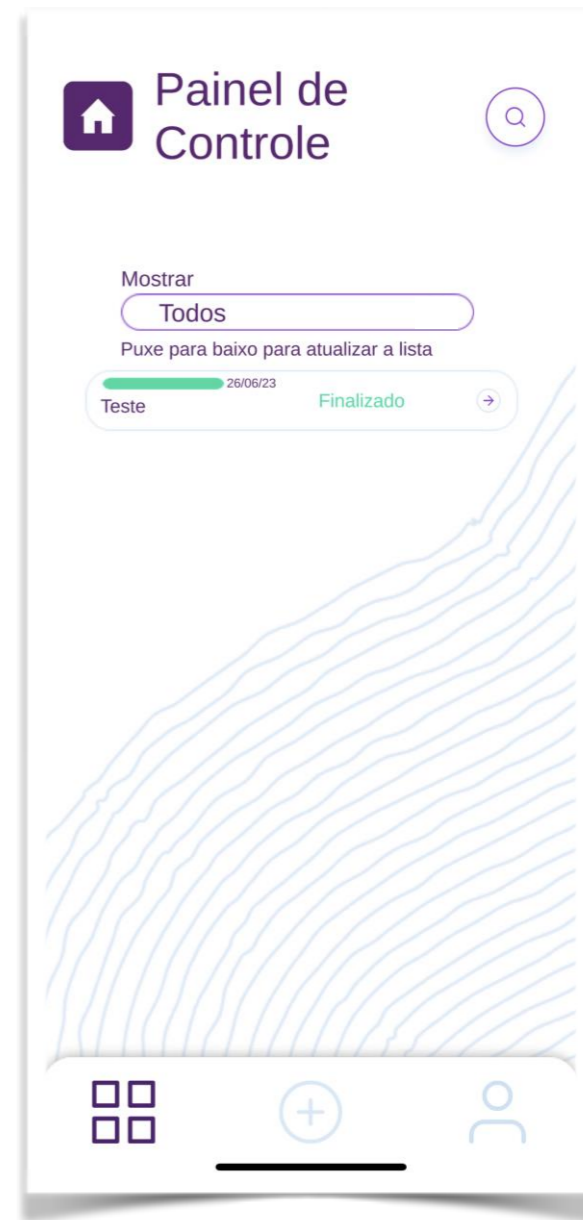 Painel de
Controle
Mostrar
Todos
Puxe para baixo para atualizar a lista
26/06/23
Teste
Finalizado